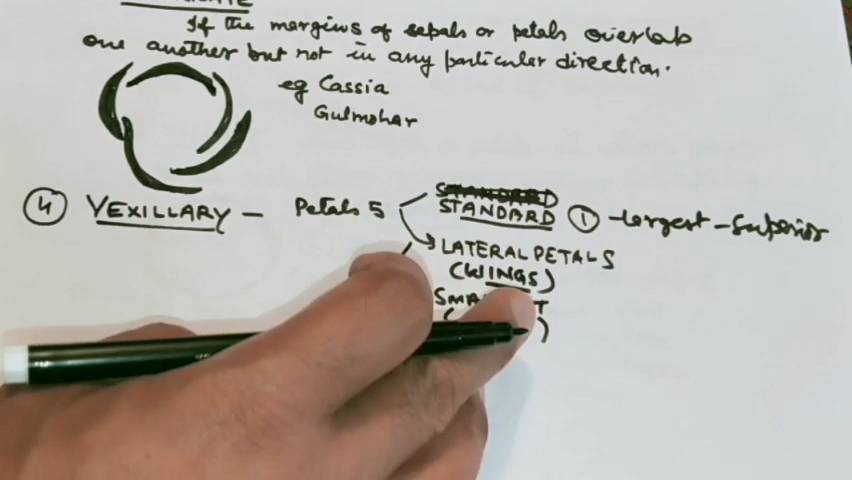 If the margins of sepals or petals overlap
one another but not in any particular direction.
eg Cassia
Gulmohar
④ VEXILLARY - Petals 5
STANDARD
STANDARD ① - largest - Superior
LATERAL PETALS
(WINGS)